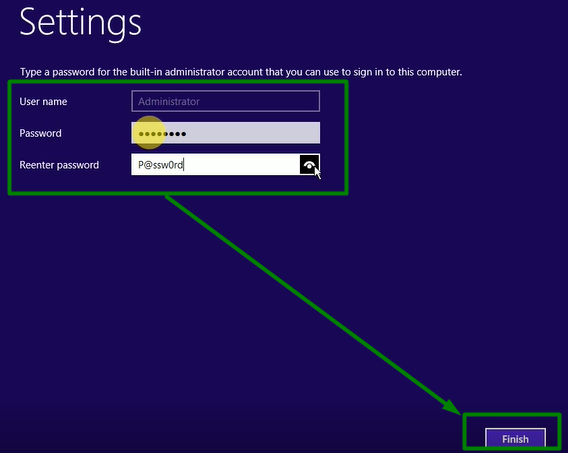 Settings
Type a password for the built-in administrator account that you can use to sign in to this computer.
User name Administrator
Password ••••••••
Reenter password P@ssw0rd
Finish